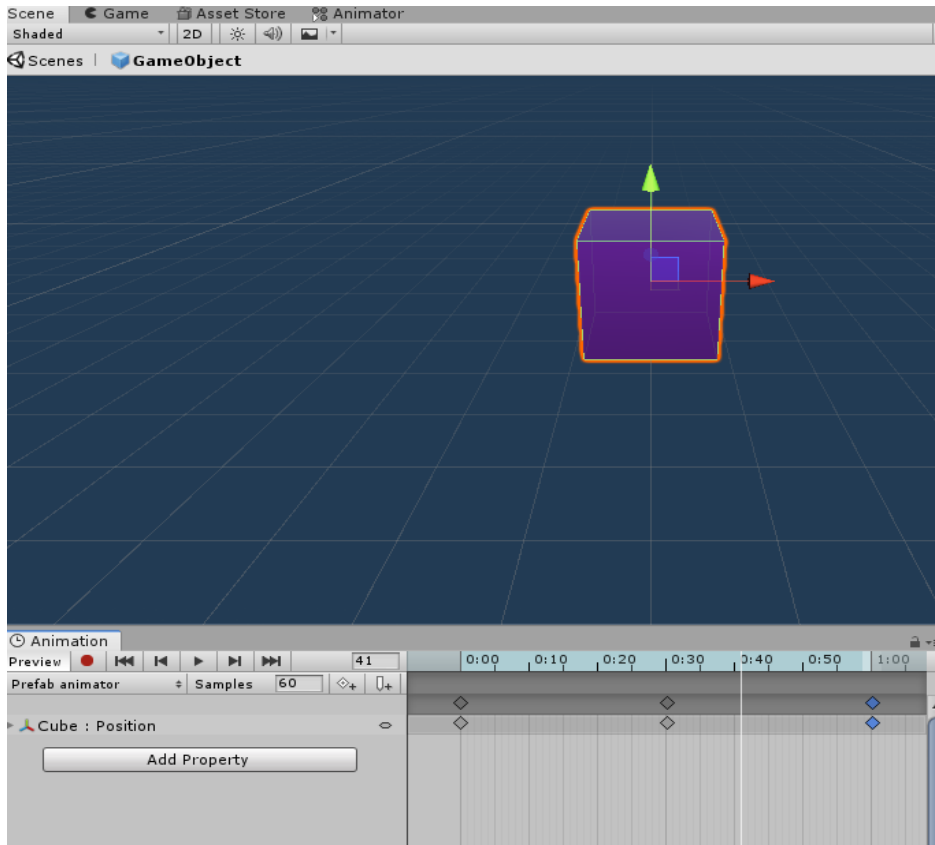 Scene Game Asset Store Animator
Shaded 2D
Scenes | GameObject
Animation
Preview 41 0:00 0:10 0:20 0:30 0:40 0:50 1:00
Prefab animator Samples 60
Cube : Position
Add Property